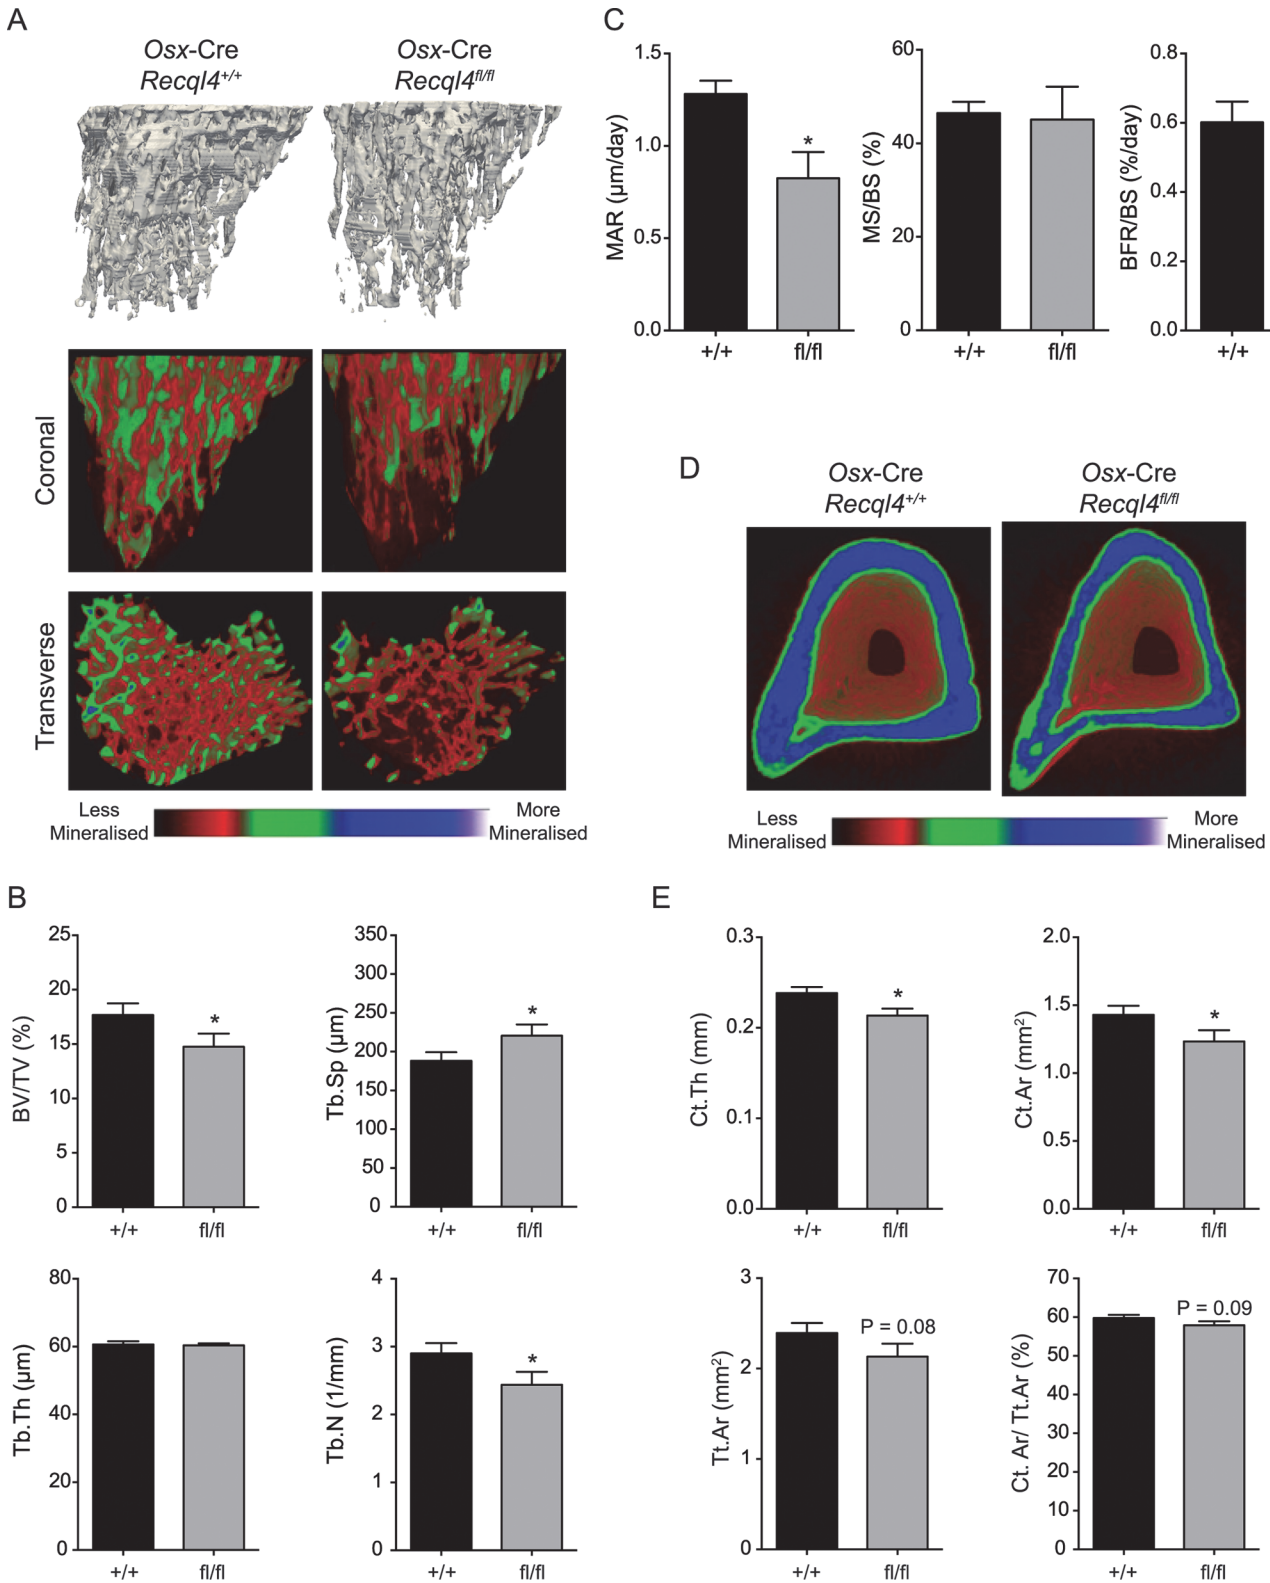 A
Osx-Cre
Recql4+/+
Osx-Cre
Recql4fl/fl
Coronal
Transverse
Less
Mineralised
More
Mineralised
B
BV/TV (%)
25
20
15
10
5
0
*
+/+
fl/fl
Tb.Sp (µm)
350
300
250
200
150
100
50
0
*
+/+
fl/fl
Tb.Th (µm)
80
60
40
20
0
+/+
fl/fl
Tb.N (1/mm)
4
3
2
1
0
*
+/+
fl/fl
C
MAR (µm/day)
1.5
1.0
0.5
0.0
*
+/+
fl/fl
MS/BS (%)
60
40
20
0
+/+
fl/fl
BFR/BS (%/day)
0.8
0.6
0.4
0.2
0.0
+/+
D
Osx-Cre
Recql4+/+
Osx-Cre
Recql4fl/fl
Less
Mineralised
More
Mineralised
E
Ct.Th (mm)
0.3
0.2
0.1
0.0
*
+/+
fl/fl
Ct.Ar (mm²)
2.0
1.5
1.0
0.5
0.0
*
+/+
fl/fl
Tt.Ar (mm²)
3
2
1
0
P = 0.08
+/+
fl/fl
Ct. Ar/ Tt.Ar (%)
70
60
50
40
30
20
10
0
P = 0.09
+/+
fl/fl